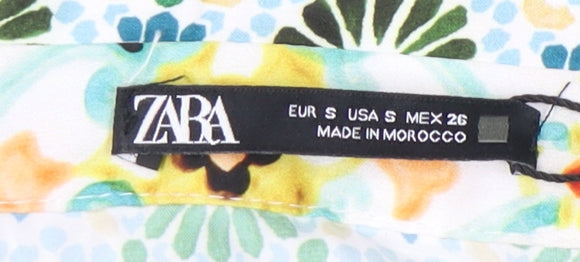 ZARA
EUR S USA S MEX 26
MADE IN MOROCCO